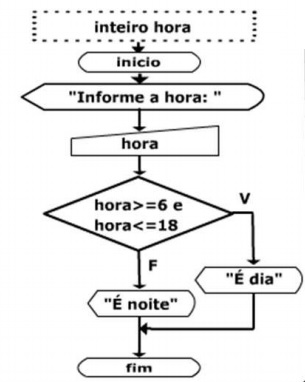 inteiro hora
inicio
"Informe a hora: "
hora
hora>=6 e
hora<=18
V
F
"É dia"
"É noite"
fim